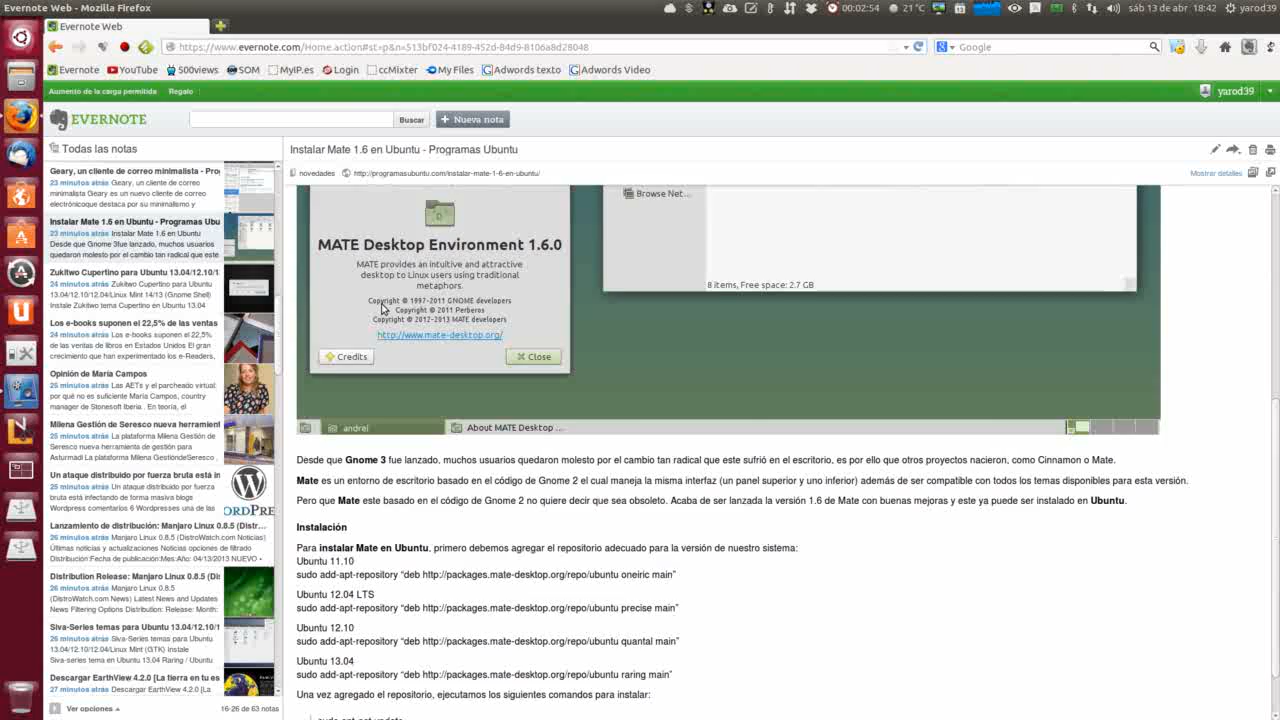 Evernote Web - Mozilla Firefox
00:02:54
21°C
sáb 13 de abr 18:42
yarod39
Evernote Web
https://www.evernote.com/Home.action#st=p&n=513bf024-4189-452d-84d9-8106a8d28048
Google
Evernote
YouTube
500views
SOM
MyIP.es
Login
ccMixter
My Files
Adwords texto
Adwords Video
Aumento de la carga permitida
Regalo
yarod39
EVERNOTE
Buscar
Nueva nota
Todas las notas
Geary, un cliente de correo minimalista - Pro
23 minutos atrás Geary, un cliente de correo
minimalista Geary es un nuevo cliente de correo
electrónicoque destaca por su minimalismo y
Instalar Mate 1.6 en Ubuntu - Programas Ubu
23 minutos atrás Instalar Mate 1.6 en Ubuntu
Desde que Gnome 3fue lanzado, muchos usuarios
quedaron molesto por el cambio tan radical que este
Zukitwo Cupertino para Ubuntu 13.04/12.10/1
24 minutos atrás Zukitwo Cupertino para Ubuntu
13.04/12.10/12.04/Linux Mint 14/13 (Gnome Shell)
Instale Zukitwo tema Cupertino en Ubuntu 13.04
Los e-books suponen el 22,5% de las ventas
24 minutos atrás Los e-books suponen el 22,5%
de las ventas de libros en Estados Unidos El gran
crecimiento que han experimentado los e-Readers,
Opinión de María Campos
25 minutos atrás Las AETs y el parcheado virtual:
por qué no es suficiente María Campos, country
manager de Stonesoft Iberia . En teoría, el
Milena Gestión de Seresco nueva herramient
25 minutos atrás La plataforma Milena Gestión de
Seresco nueva herramienta de gestión para
Asturmadi La plataforma Milena GestióndeSeresco .
Un ataque distribuido por fuerza bruta está in
25 minutos atrás Un ataque distribuido por fuerza
bruta está infectando de forma masiva blogs
Wordpress comentarios 6 Wordpresses una de las
ORDPRE
Lanzamiento de distribución: Manjaro Linux 0.8.5 (Distr...
26 minutos atrás Manjaro Linux 0.8.5 (DistroWatch.com Noticias)
Últimas noticias y actualizaciones Noticias opciones de filtrado
Distribución:Fecha de publicación:Mes:Año: 04/13/2013 NUEVO •
Distribution Release: Manjaro Linux 0.8.5 (Di
26 minutos atrás Manjaro Linux 0.8.5
(DistroWatch.com News) Latest News and Updates
News Filtering Options Distribution: Release: Month:
Siva-Series temas para Ubuntu 13.04/12.10/1
26 minutos atrás Siva-Series temas para Ubuntu
13.04/12.10/12.04/Linux Mint (GTK) Instale
Siva-series tema en Ubuntu 13.04 Raring / Ubuntu
Descargar EarthView 4.2.0 [La tierra en tu es
27 minutos atrás Descargar EarthView 4.2.0 [La
Ver opciones
16-26 de 63 notas
Instalar Mate 1.6 en Ubuntu - Programas Ubuntu
novedades
http://programasubuntu.com/instalar-mate-1-6-en-ubuntu/
Mostrar detalles
Browse Net...
MATE Desktop Environment 1.6.0
MATE provides an intuitive and attractive
desktop to Linux users using traditional
metaphors.
Copyright © 1997-2011 GNOME developers
Copyright © 2011 Perberos
Copyright © 2012-2013 MATE developers
http://www.mate-desktop.org/
Credits
Close
8 items, Free space: 2.7 GB
andrei
About MATE Desktop ...
Desde que Gnome 3 fue lanzado, muchos usuarios quedaron molesto por el cambio tan radical que este sufrió en el escritorio, es por ello que otros proyectos nacieron, como Cinnamon o Mate.
Mate es un entorno de escritorio basado en el código de Gnome 2 el cual maneja la misma interfaz (un panel superior y uno inferior) además de ser compatible con todos los temas disponibles para esta versión.
Pero que Mate este basado en el código de Gnome 2 no quiere decir que sea obsoleto. Acaba de ser lanzada la versión 1.6 de Mate con buenas mejoras y este ya puede ser instalado en Ubuntu.
Instalación
Para instalar Mate en Ubuntu, primero debemos agregar el repositorio adecuado para la versión de nuestro sistema:
Ubuntu 11.10
sudo add-apt-repository “deb http://packages.mate-desktop.org/repo/ubuntu oneiric main”
Ubuntu 12.04 LTS
sudo add-apt-repository “deb http://packages.mate-desktop.org/repo/ubuntu precise main”
Ubuntu 12.10
sudo add-apt-repository “deb http://packages.mate-desktop.org/repo/ubuntu quantal main”
Ubuntu 13.04
sudo add-apt-repository “deb http://packages.mate-desktop.org/repo/ubuntu raring main”
Una vez agregado el repositorio, ejecutamos los siguientes comandos para instalar: